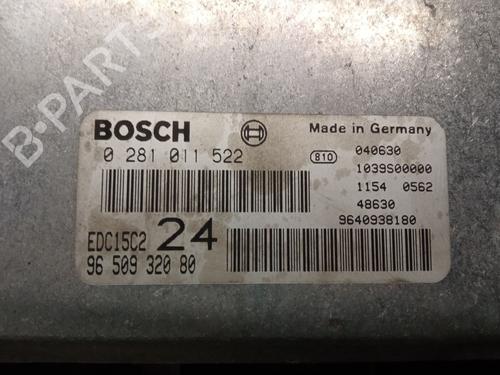 B-PARTS
BOSCH
Made in Germany
0 281 011 522
810
040630
1039S00000
1154 0562
48630
9640938180
EDC15C2 24
96 509 320 80